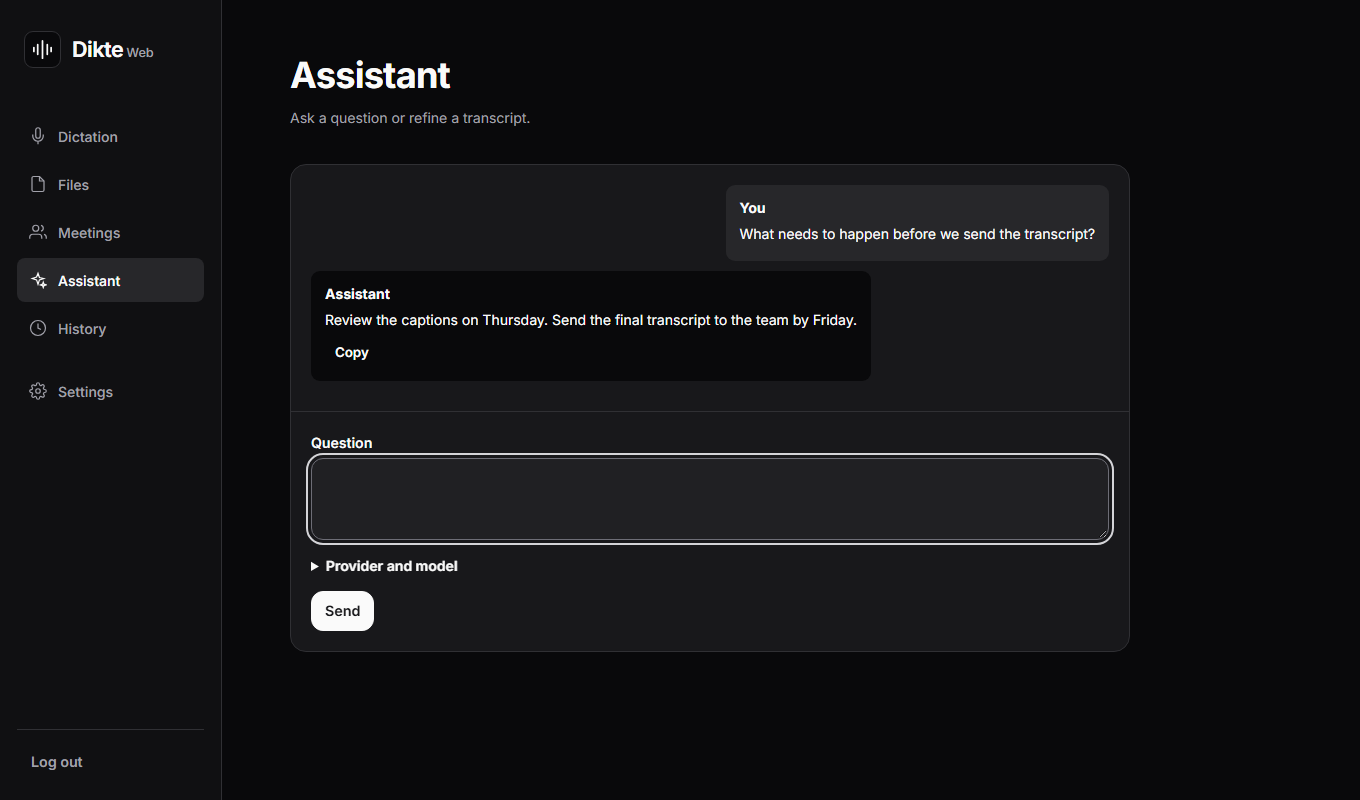 Dikte Web
Dictation
Files
Meetings
Assistant
History
Settings
Log out
Assistant
Ask a question or refine a transcript.
You
What needs to happen before we send the transcript?
Assistant
Review the captions on Thursday. Send the final transcript to the team by Friday.
Copy
Question
Provider and model
Send